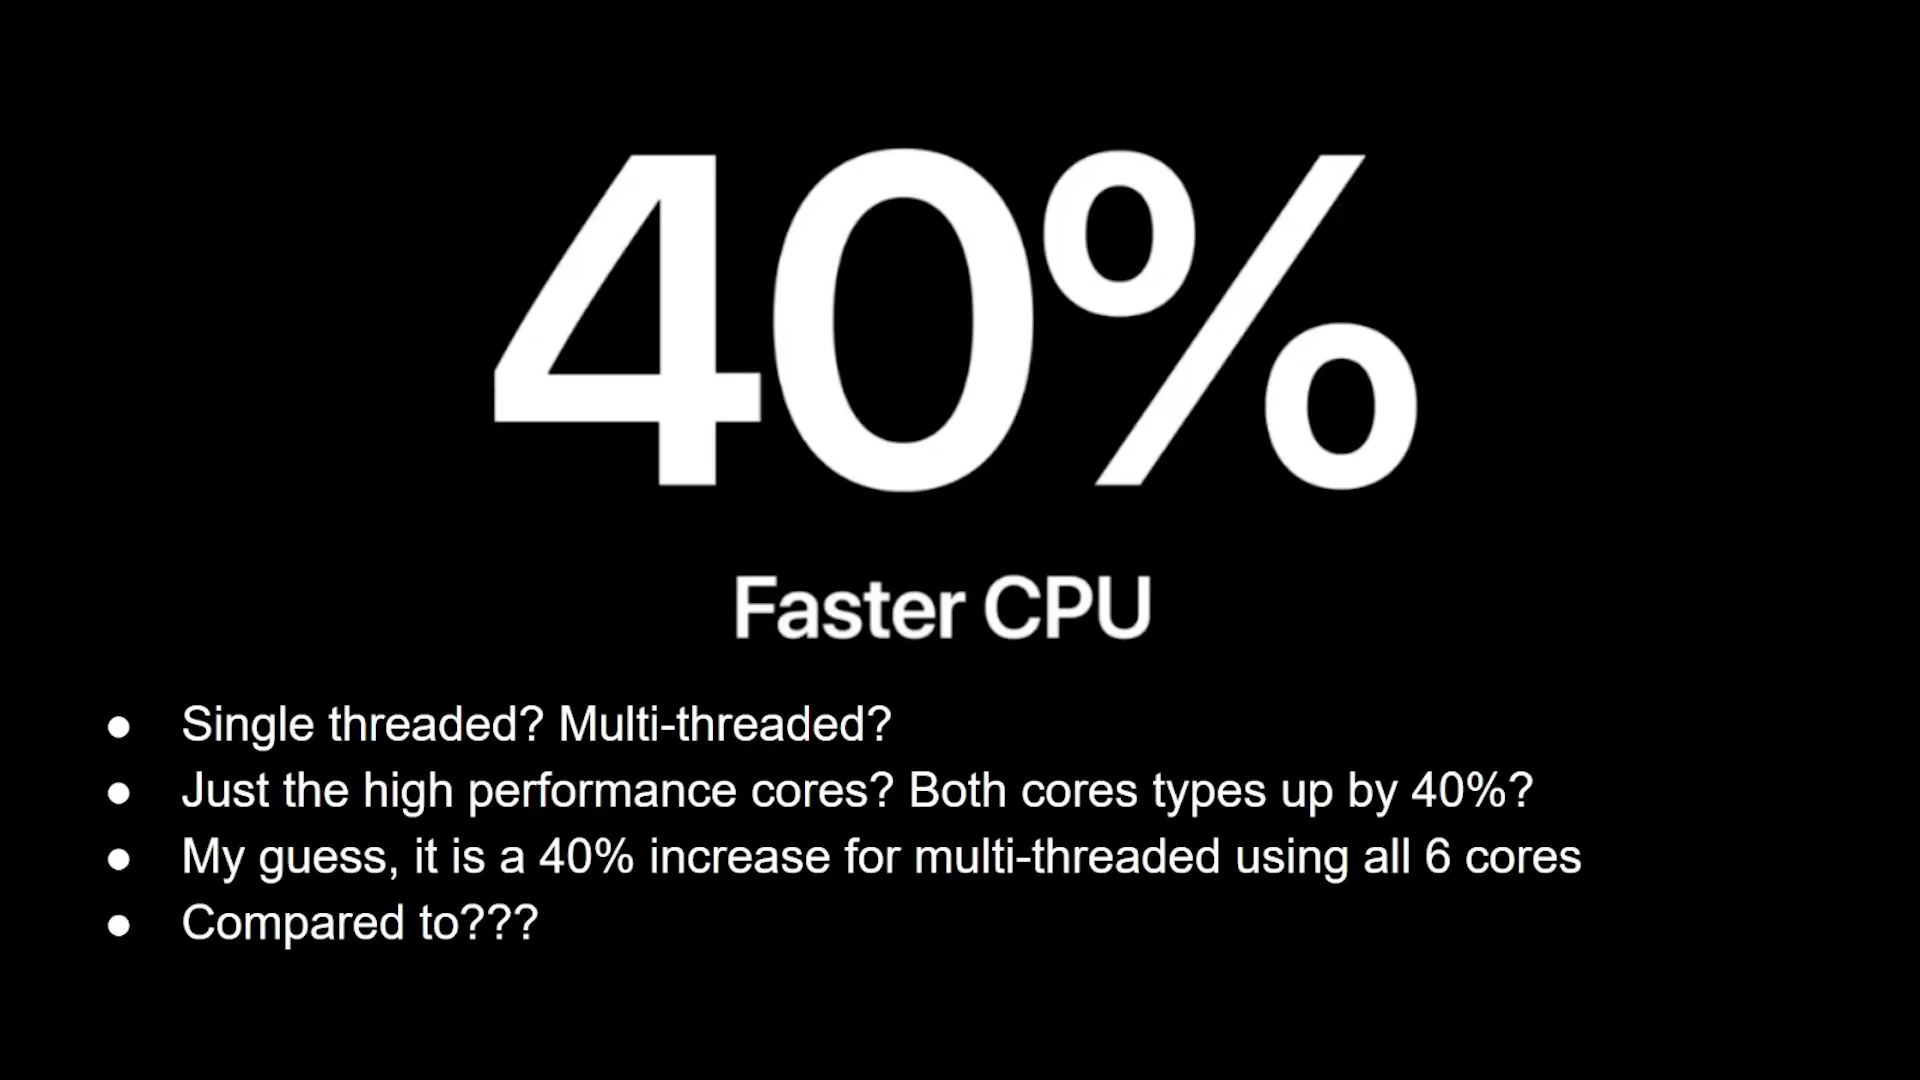 40%
Faster CPU
● Single threaded? Multi-threaded?
● Just the high performance cores? Both cores types up by 40%?
● My guess, it is a 40% increase for multi-threaded using all 6 cores
● Compared to???